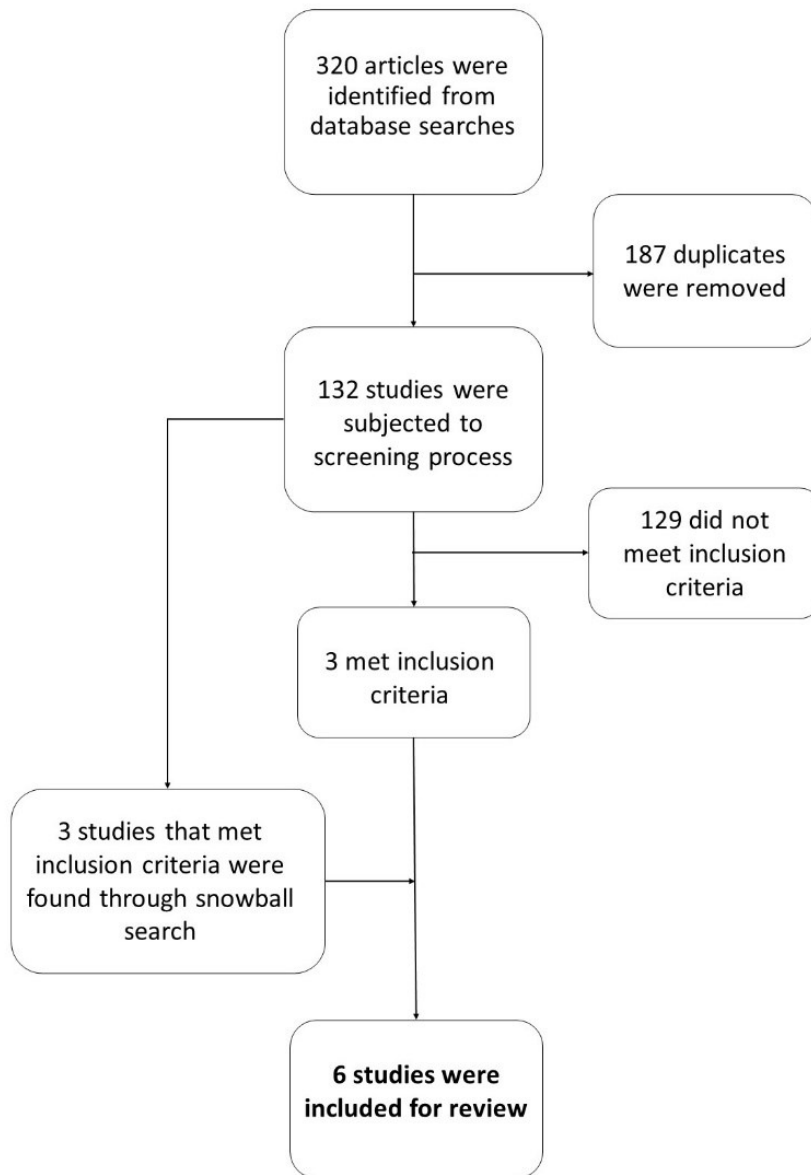 320 articles were
identified from
database searches
187 duplicates
were removed
132 studies were
subjected to
screening process
129 did not
meet inclusion
criteria
3 met inclusion
criteria
3 studies that met
inclusion criteria were
found through snowball
search
6 studies were
included for review